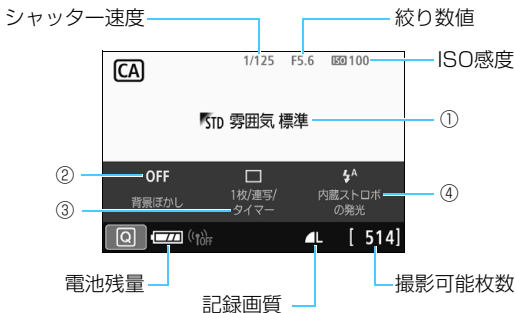 シャッター速度
絞り数値
CA
1/125 F5.6 ISO 100
ISO感度
STD 雰囲気 標準
①
②
OFF
背景ぼかし
1枚/連写/
タイマー
③
A
内蔵ストロボ
の発光
④
Q
OFF
L
[ 514]
電池残量
記録画質
撮影可能枚数